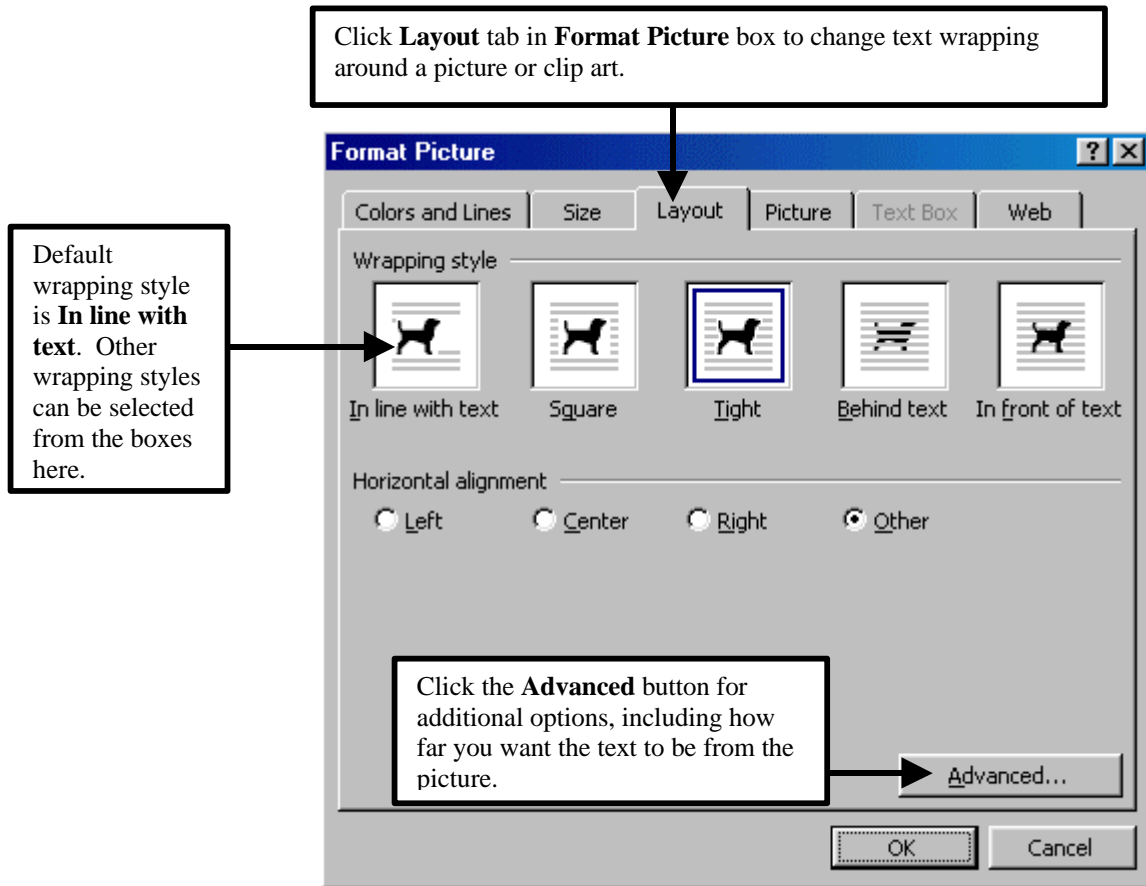 Click Layout tab in Format Picture box to change text wrapping
around a picture or clip art.
Format Picture
Colors and Lines Size Layout Picture Text Box Web
Default
wrapping style
is In line with
text. Other
wrapping styles
can be selected
from the boxes
here.
Wrapping style
In line with text Square Tight Behind text In front of text
Horizontal alignment
Left Center Right Other
Click the Advanced button for
additional options, including how
far you want the text to be from the
picture.
Advanced...
OK Cancel